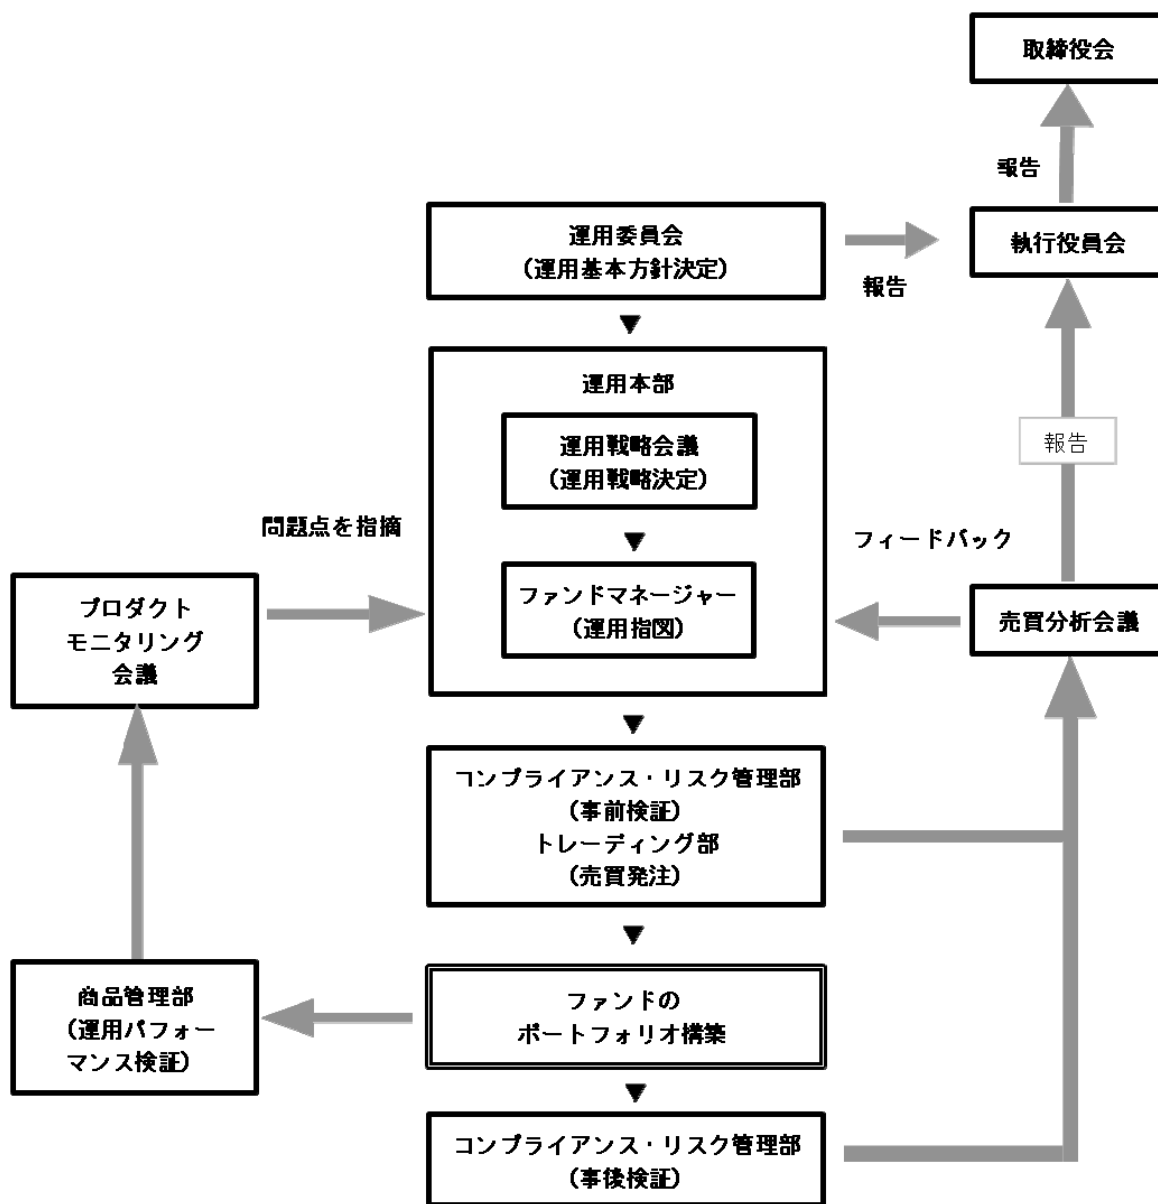 取締役会
報告
運用委員会
（運用基本方針決定）
執行役員会
報告
運用本部
運用戦略会議
（運用戦略決定）
報告
問題点を指摘
フィードバック
プロダクト
モニタリング
会議
ファンドマネージャー
（運用指図）
売買分析会議
コンプライアンス・リスク管理部
（事前検証）
トレーディング部
（売買発注）
商品管理部
（運用パフォー
マンス検証）
ファンドの
ポートフォリオ構築
コンプライアンス・リスク管理部
（事後検証）